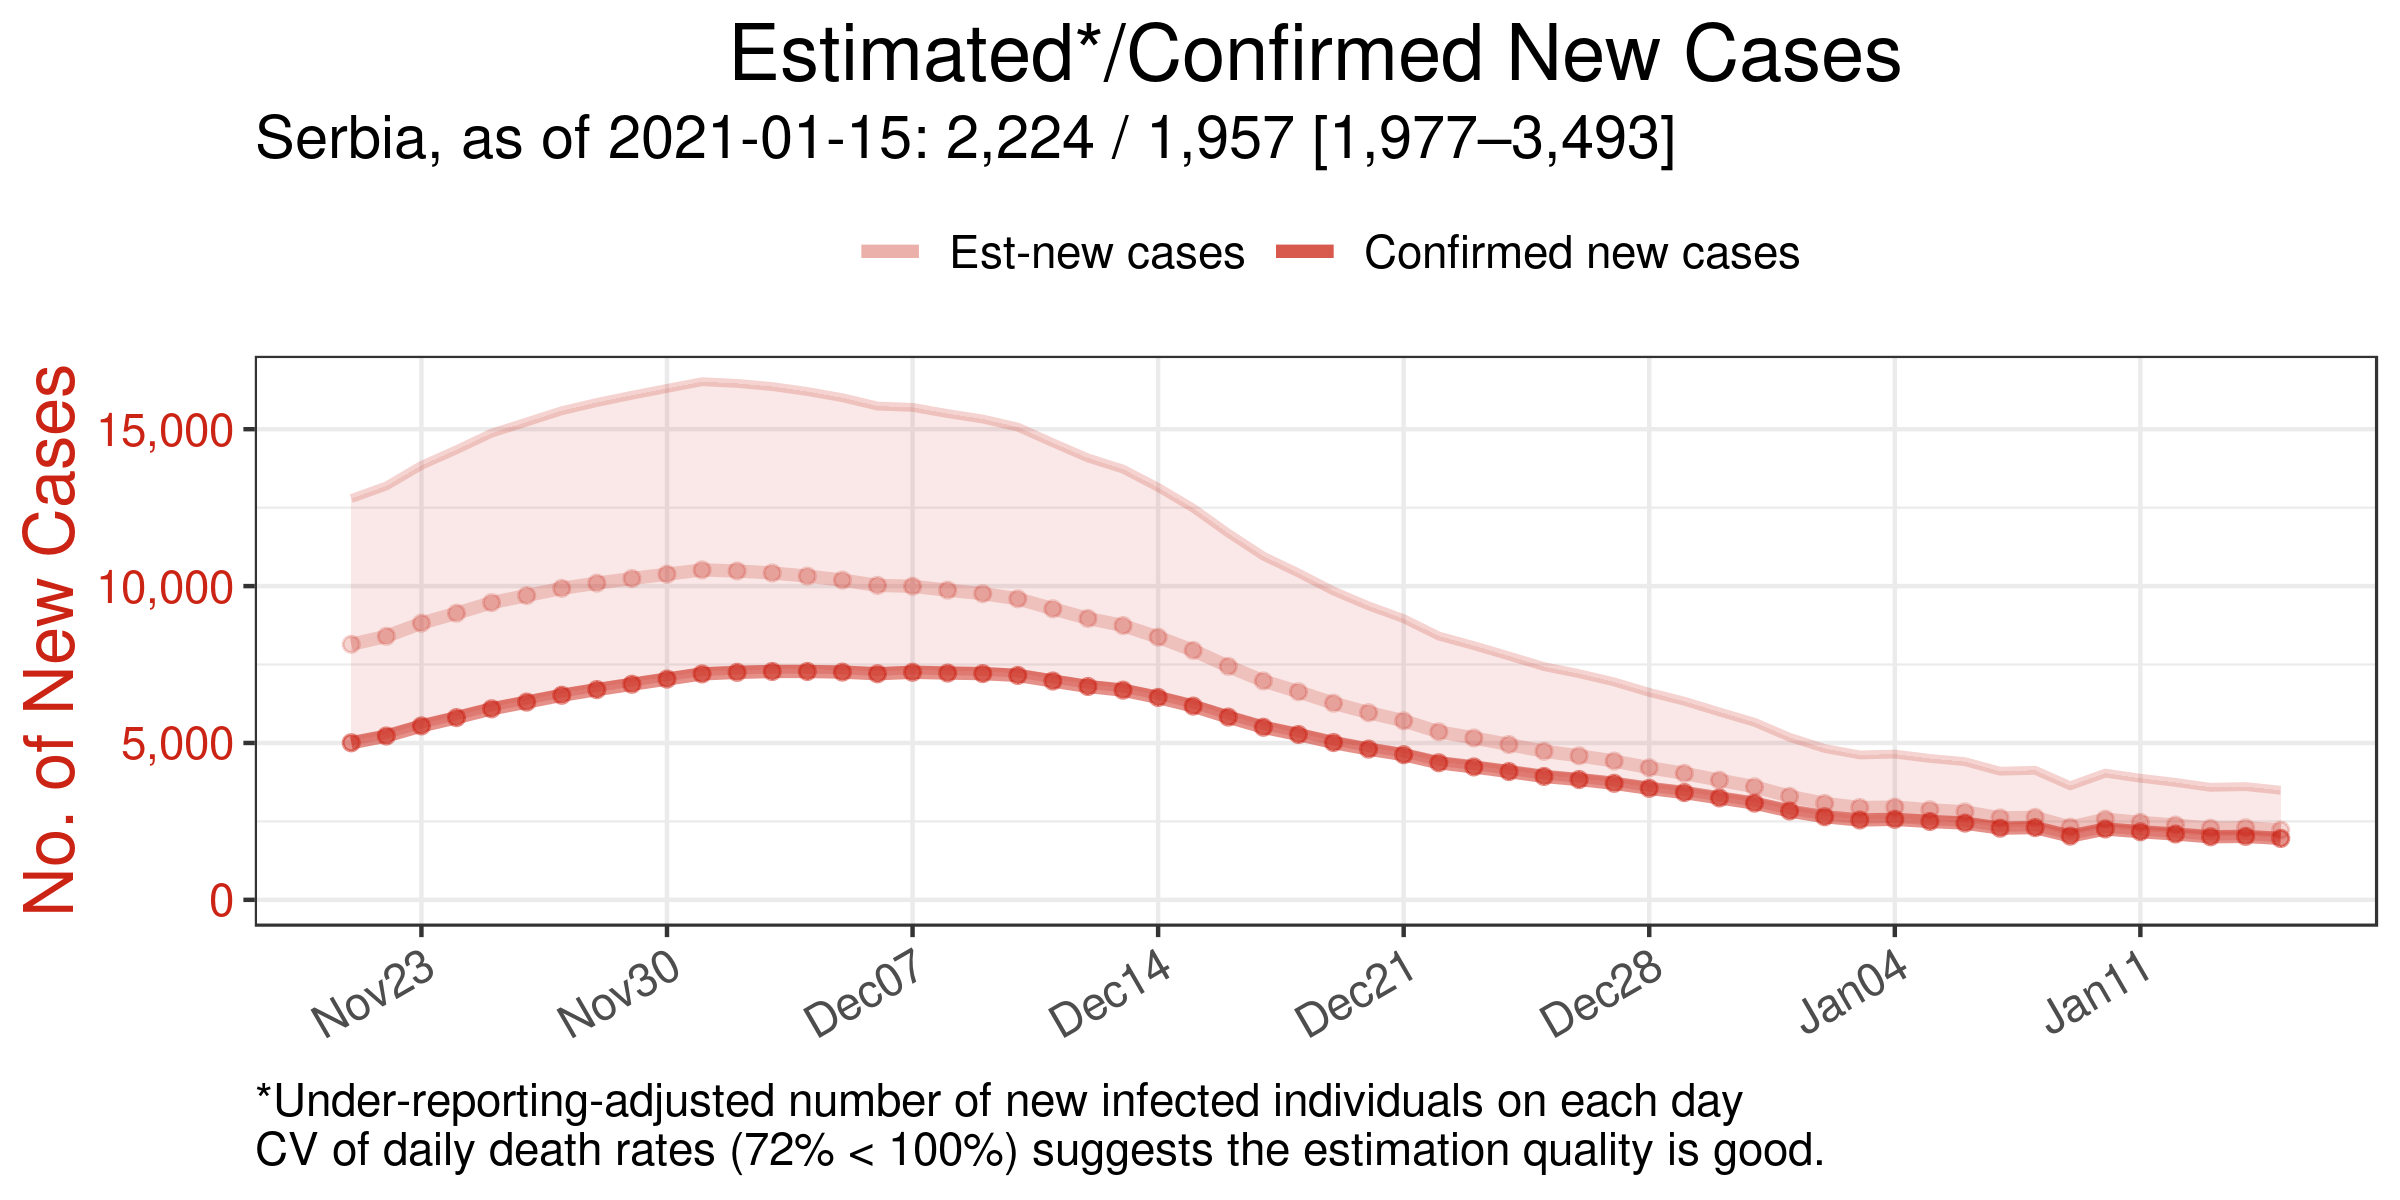 Estimated*/Confirmed New Cases
Serbia, as of 2021-01-15: 2,224 / 1,957 [1,977–3,493]
Est-new cases
Confirmed new cases
No. of New Cases
15,000
10,000
5,000
0
Nov23
Nov30
Dec07
Dec14
Dec21
Dec28
Jan04
Jan11
*Under-reporting-adjusted number of new infected individuals on each day
CV of daily death rates (72% < 100%) suggests the estimation quality is good.